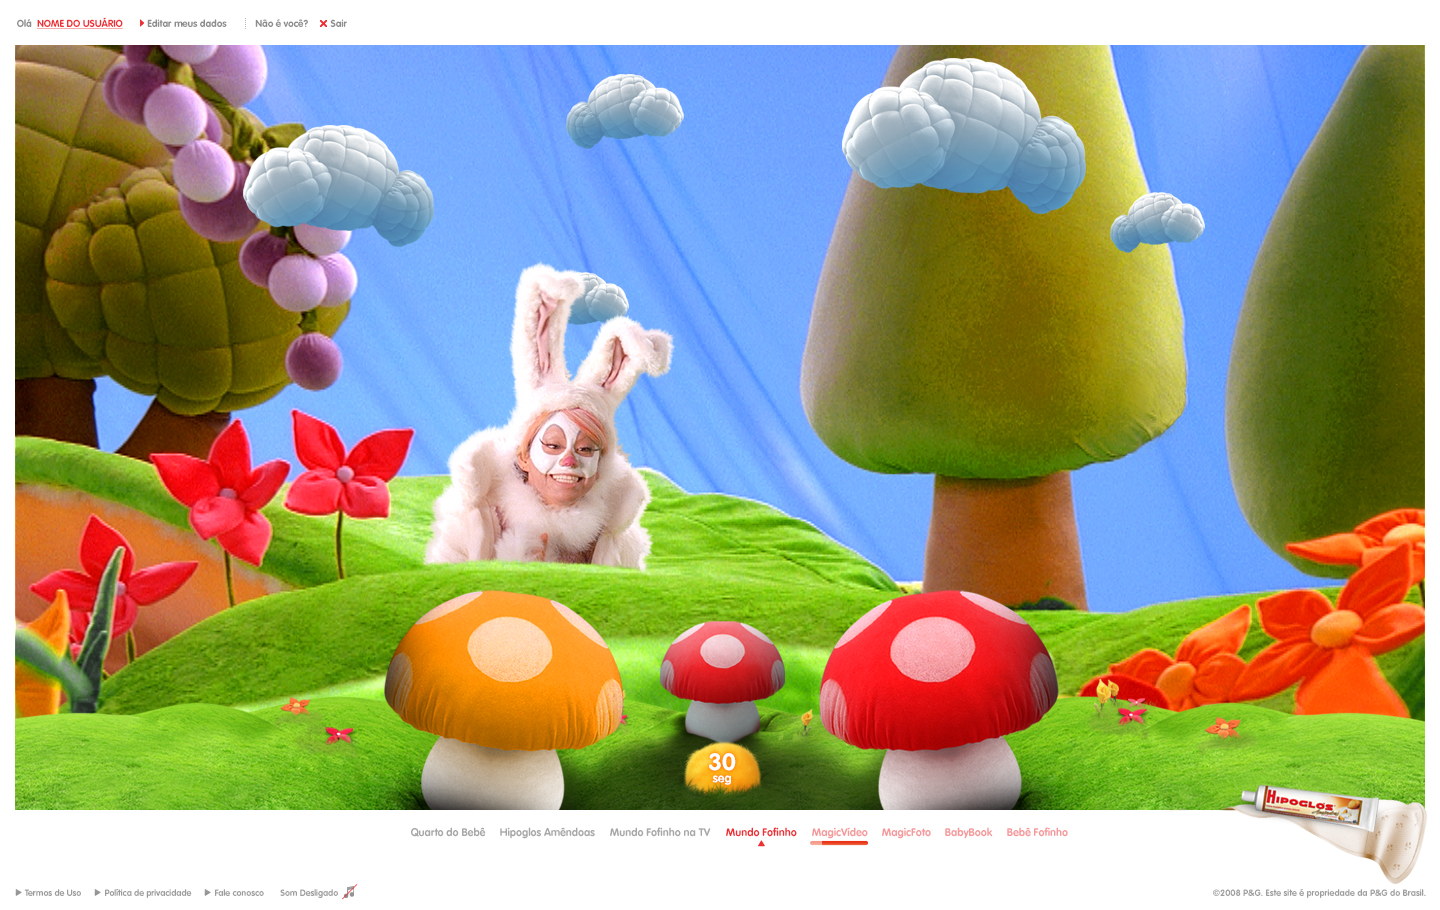 Olá NOME DO USUÁRIO Editar meus dados Não é você? Sair
30
seg
HIPOGLÓS
Quarto do Bebê Hipoglos Amêndoas Mundo Fofinho na TV Mundo Fofinho MagicVídeo MagicFoto BabyBook Bebê Fofinho
Termos de Uso Política de privacidade Fale conosco Som Desligado ©2008 P&G. Este site é propriedade da P&G do Brasil.